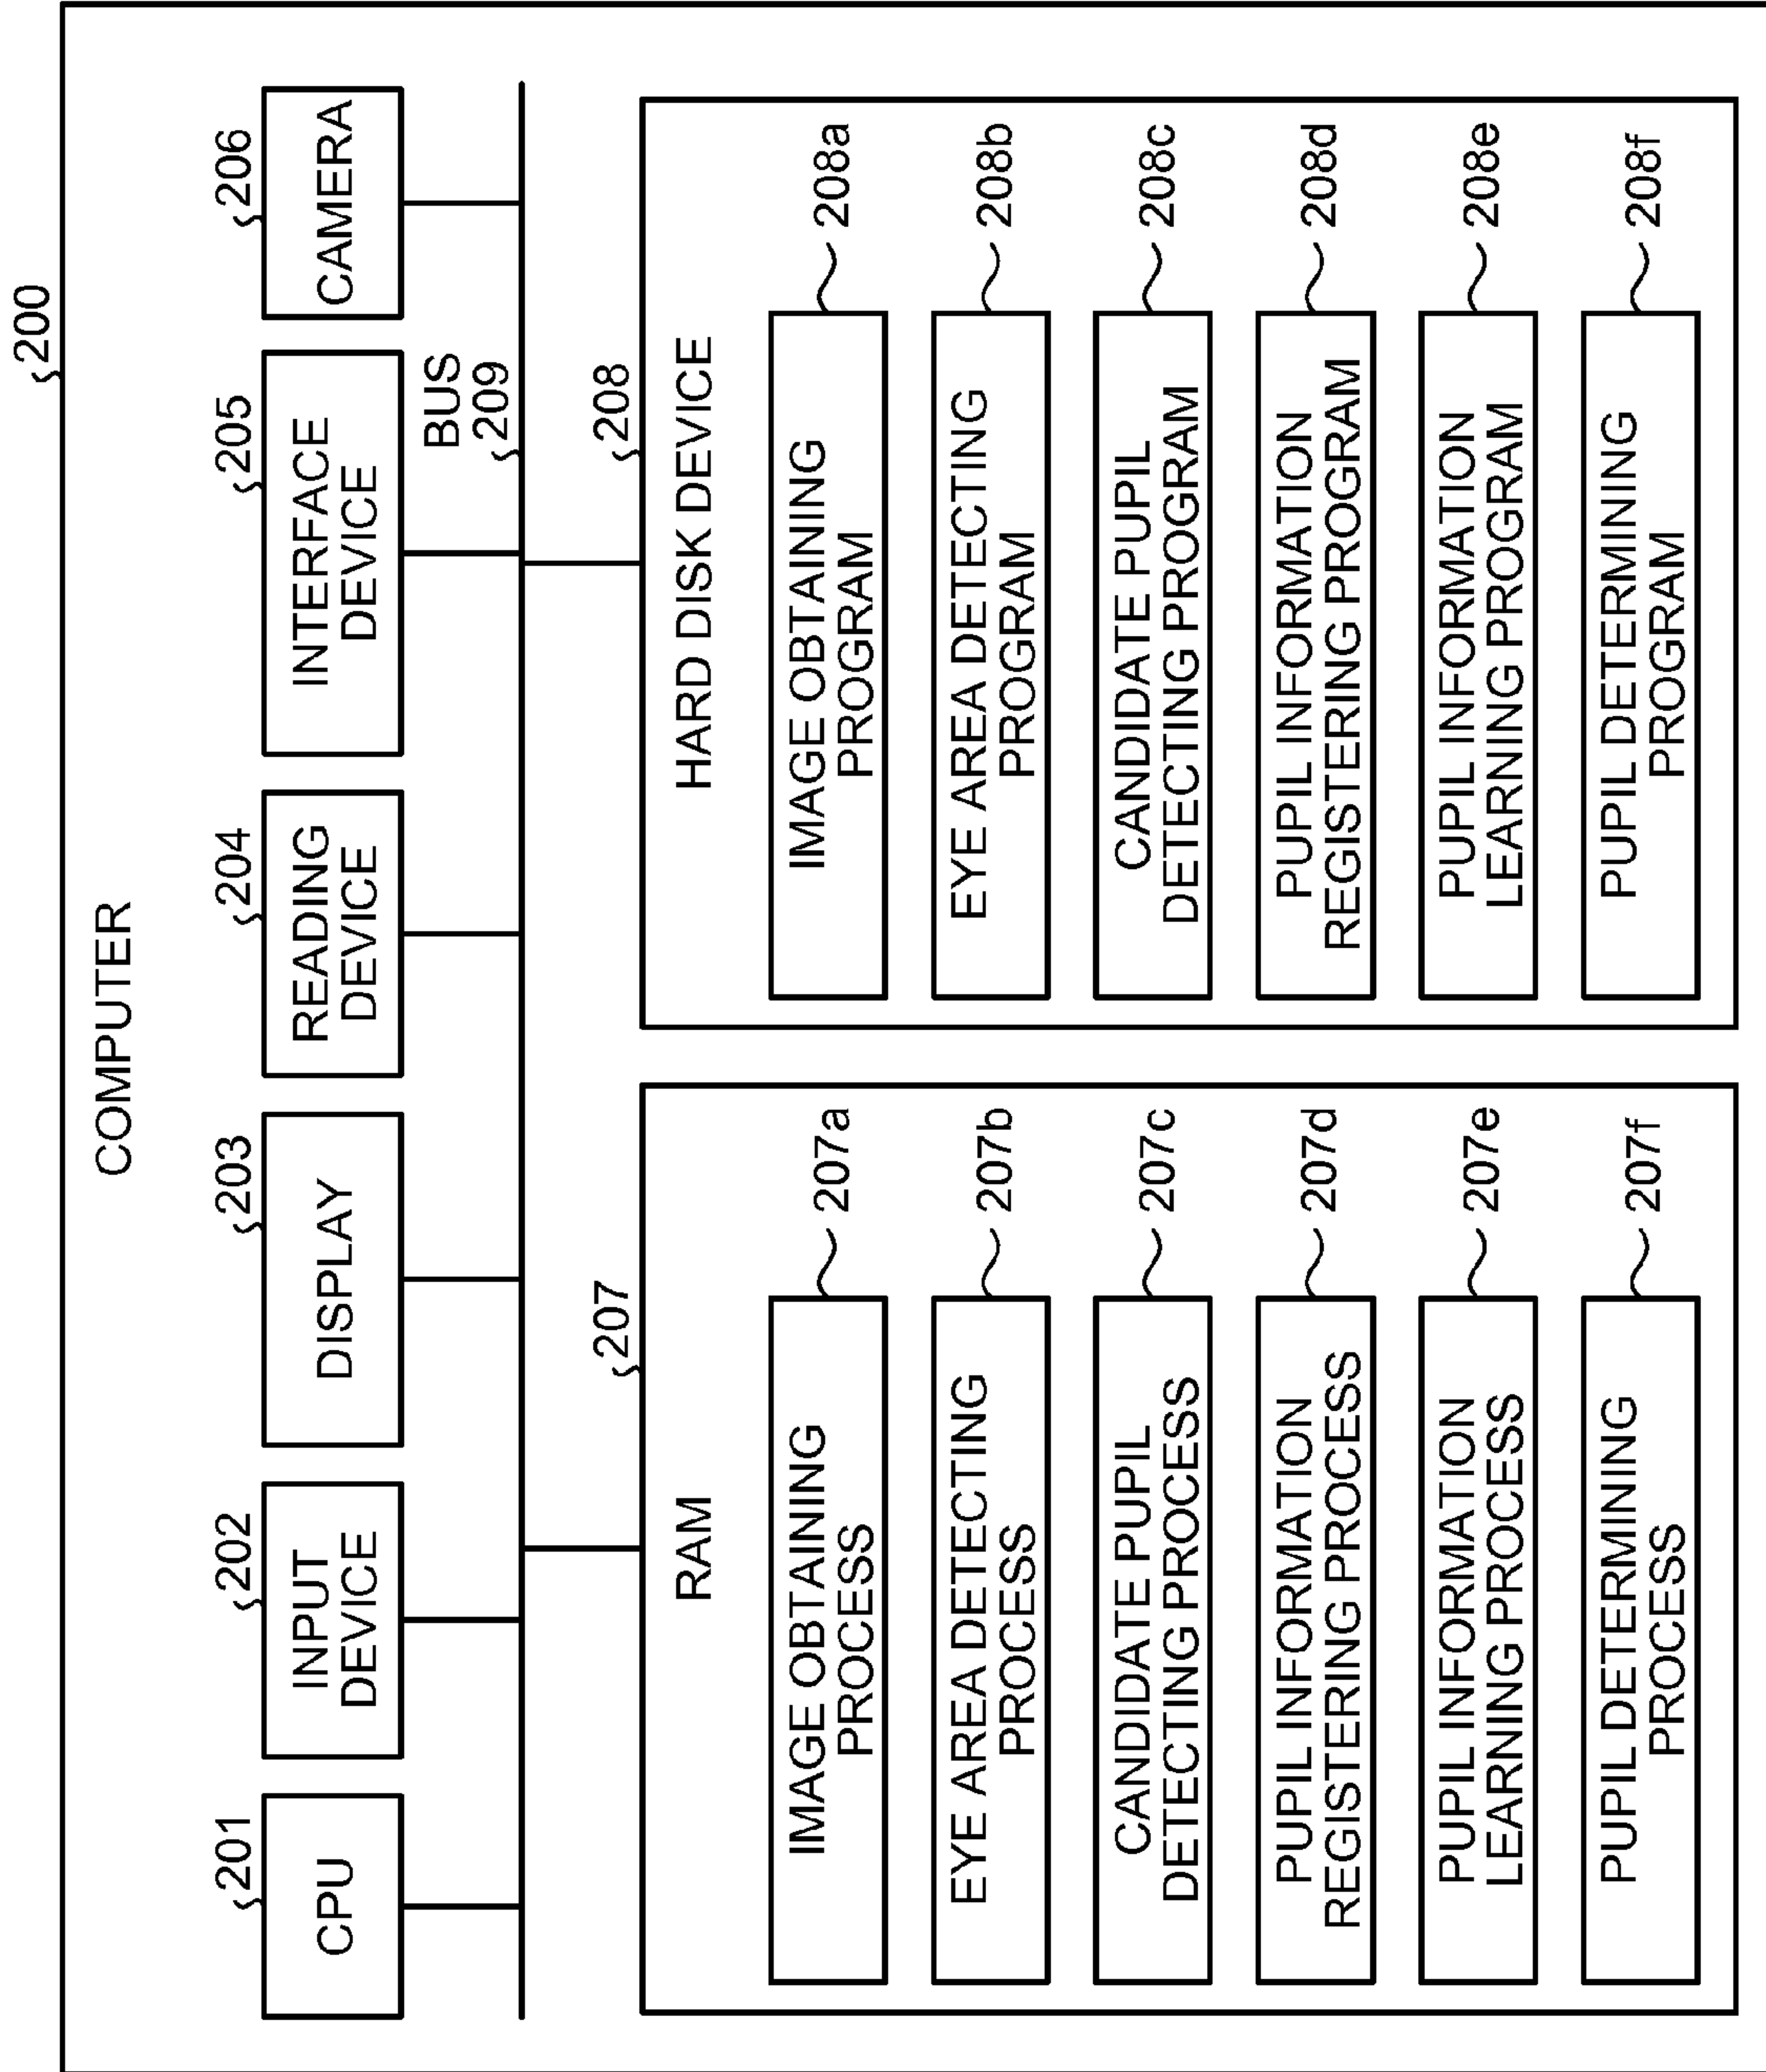 200
COMPUTER
201
202
203
204
205
206
CPU
INPUT
DEVICE
DISPLAY
READING
DEVICE
INTERFACE
DEVICE
CAMERA
BUS
209
207
208
RAM
IMAGE OBTAINING
PROCESS
207a
EYE AREA DETECTING
PROCESS
207b
CANDIDATE PUPIL
DETECTING PROCESS
207c
PUPIL INFORMATION
REGISTERING PROCESS
207d
PUPIL INFORMATION
LEARNING PROCESS
207e
PUPIL DETERMINING
PROCESS
207f
HARD DISK DEVICE
IMAGE OBTAINING
PROGRAM
208a
EYE AREA DETECTING
PROGRAM
208b
CANDIDATE PUPIL
DETECTING PROGRAM
208c
PUPIL INFORMATION
REGISTERING PROGRAM
208d
PUPIL INFORMATION
LEARNING PROGRAM
208e
PUPIL DETERMINING
PROGRAM
208f